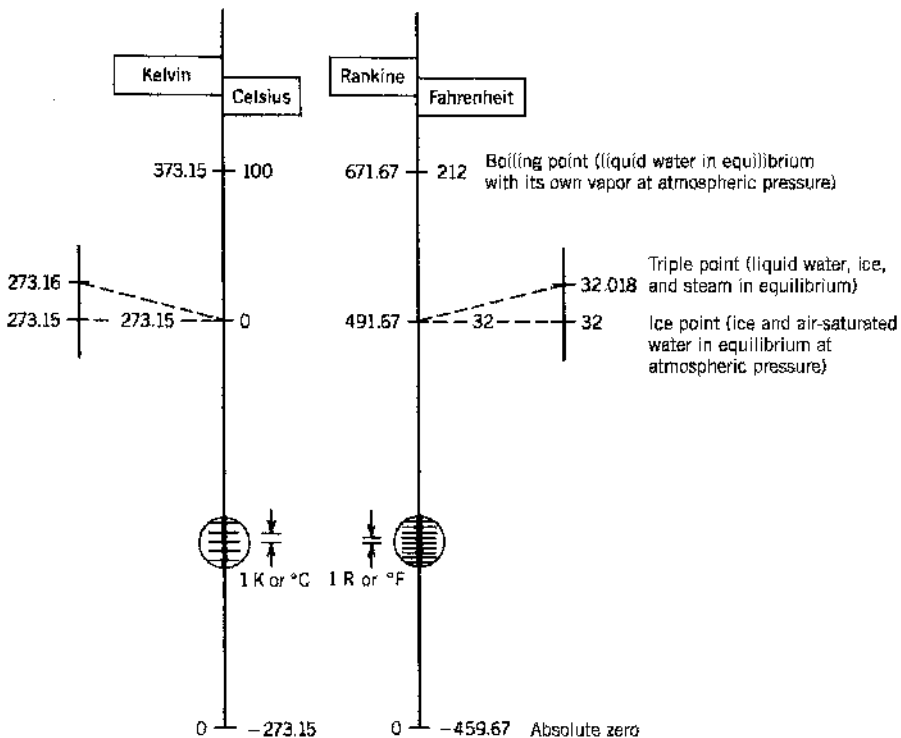 Kelvin
Celsius
Rankine
Fahrenheit
373.15 100
671.67 212
Boiling point (liquid water in equilibrium
with its own vapor at atmospheric pressure)
273.16
32.018
Triple point (liquid water, ice,
and steam in equilibrium)
273.15 273.15 0
491.67 32 32
Ice point (ice and air-saturated
water in equilibrium at
atmospheric pressure)
1 K or °C
1 R or °F
0 -273.15
0 -459.67
Absolute zero